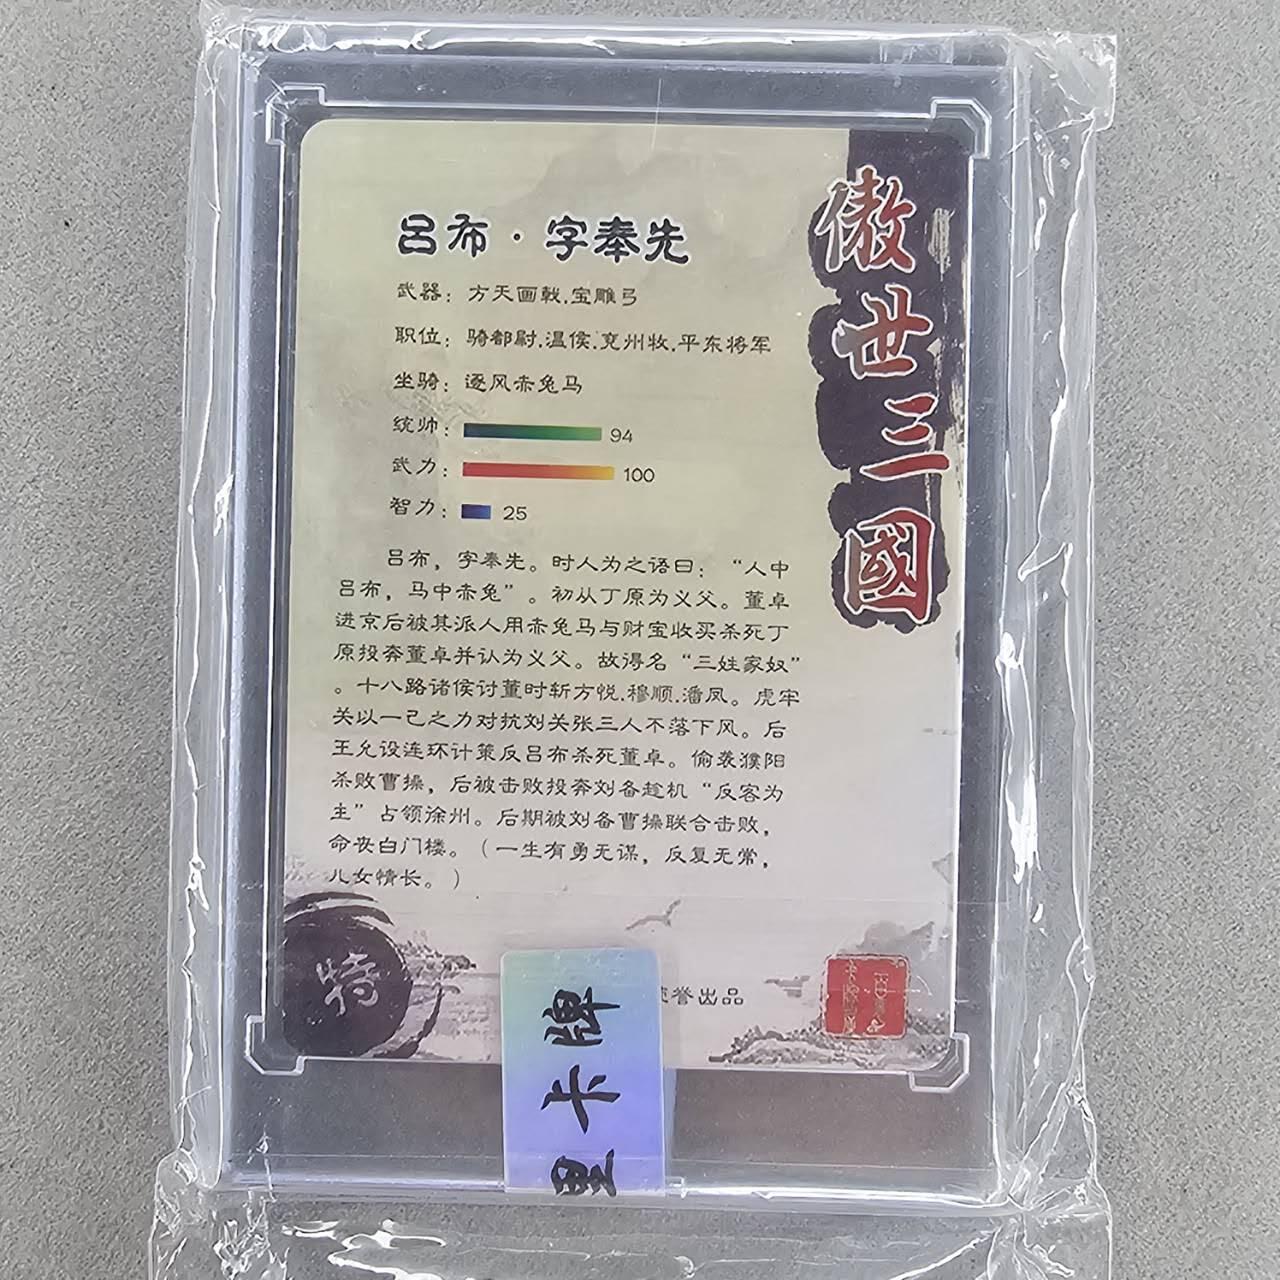 吕布·字奉先
武器：方天画戟.宝雕弓
职位：骑都尉.温侯.兖州牧.平东将军
坐骑：逐风赤兔马
统帅：94
武力：100
智力：25
吕布，字奉先。时人为之语曰：“人中
吕布，马中赤兔”。初从丁原为义父。董卓
进京后被其派人用赤兔马与财宝收买杀死丁
原投奔董卓并认为义父。故得名“三姓家奴”
。十八路诸侯讨董时斩方悦.穆顺.潘凤。虎牢
关以一己之力对抗刘关张三人不落下风。后
王允设连环计策反吕布杀死董卓。偷袭濮阳
杀败曹操，后被击败投奔刘备趁机“反客为
主”占领徐州。后期被刘备曹操联合击败，
命丧白门楼。（一生有勇无谋，反复无常，
儿女情长。）
傲世三國
特
誉出品
里卡牌